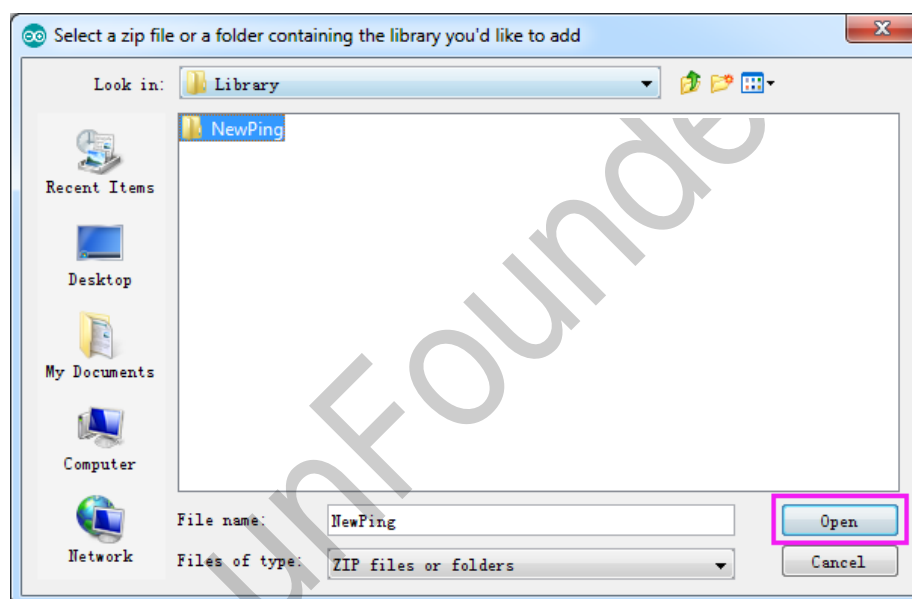 Select a zip file or a folder containing the library you'd like to add
Look in: Library
NewPing
Recent Items
Desktop
My Documents
Computer
Network
File name: NewPing Open
Files of type: ZIP files or folders Cancel
unFounde